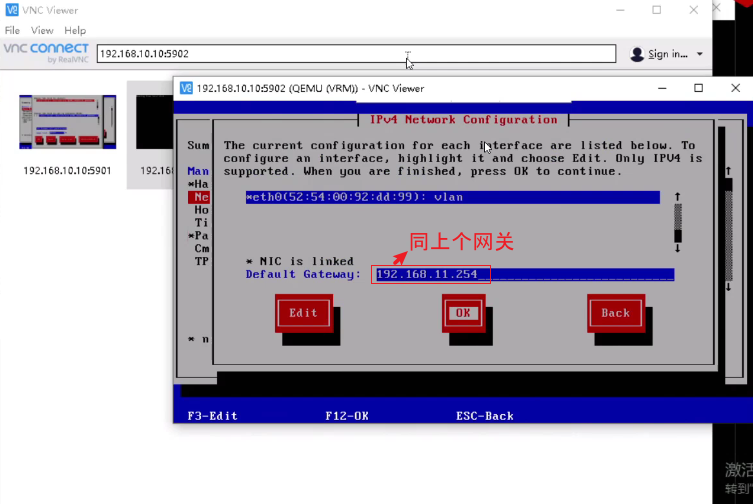 VNC Viewer
File View Help
VNC CONNECT
by RealVNC
192.168.10.10:5902
Sign in...
192.168.10.10:5902 (QEMU (VRM)) - VNC Viewer
192.168.10.10:5901
192.16
IPv4 Network Configuration
Sum
The current configuration for each interface are listed below. To
configure an interface, highlight it and choose Edit. Only IPV4 is
supported. When you are finished, press OK to continue.
Man
*Ha
Ne
Ho
Ti
*Pa
Cm
TP
*eth0(52:54:00:92:dd:99): vlan
同上个网关
* NIC is linked
Default Gateway: 192.168.11.254
Edit OK Back
* n
F3-Edit F12-OK ESC-Back
激活
转到